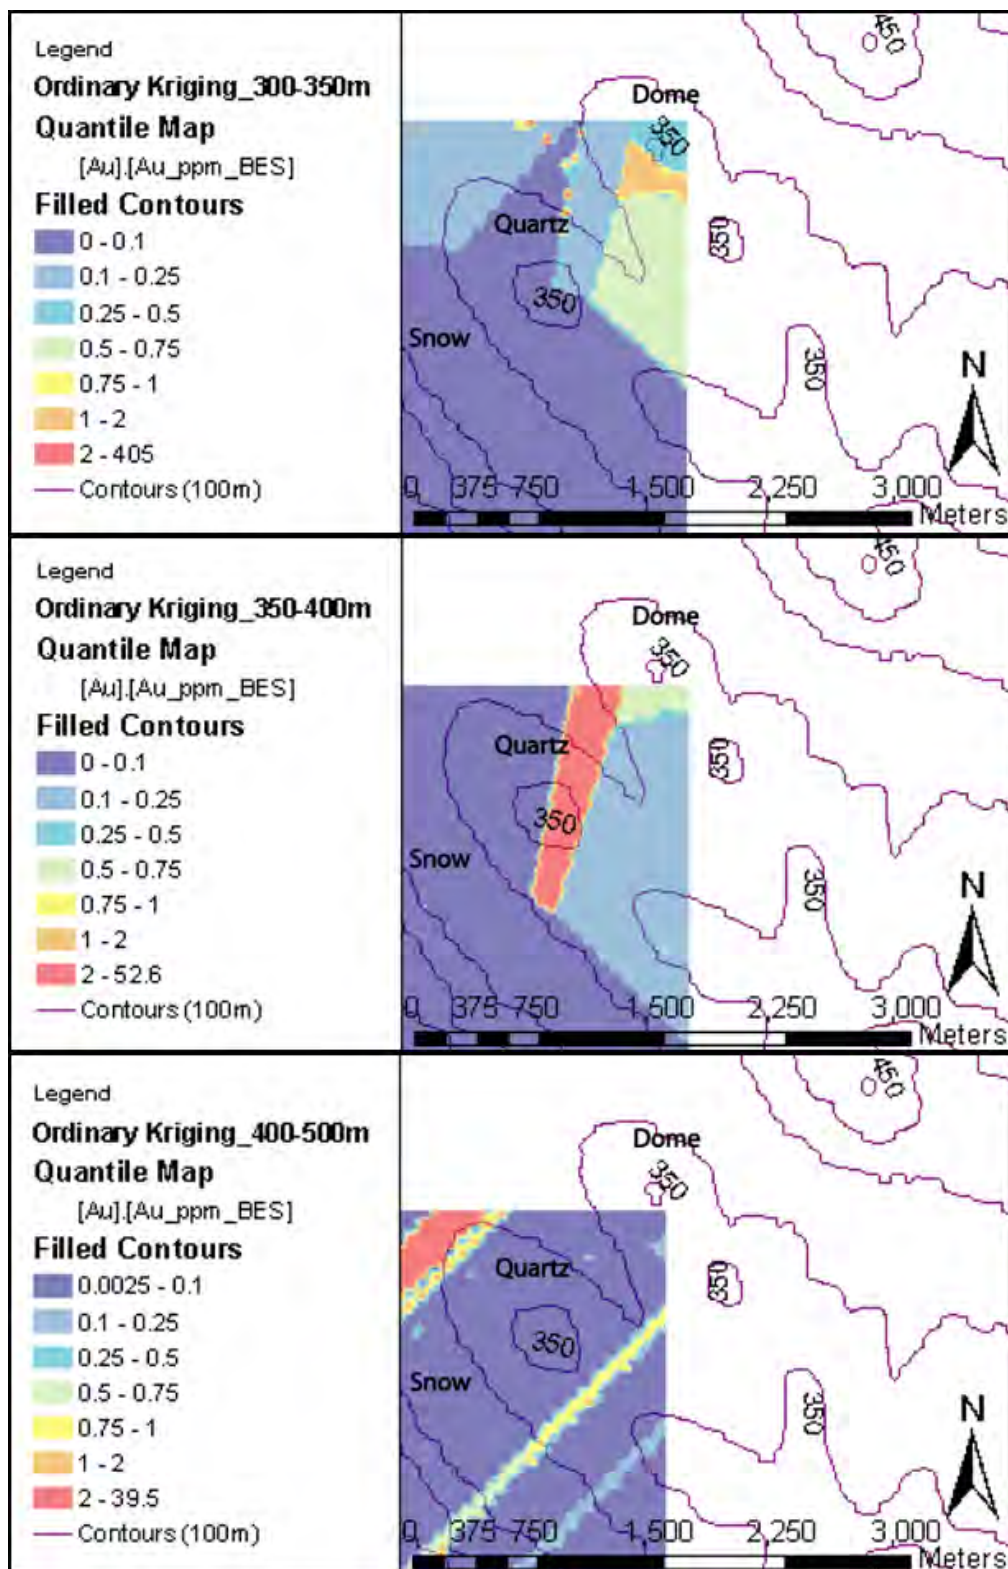 Legend
Ordinary Kriging_300-350m
Quantile Map
[Au].[Au_ppm_BES]
Filled Contours
0 - 0.1
0.1 - 0.25
0.25 - 0.5
0.5 - 0.75
0.75 - 1
1 - 2
2 - 405
Contours (100m)
450
Dome
350
Quartz
350
350
Snow
350
N
0 375 750 1,500 2,250 3,000
Meters
Legend
Ordinary Kriging_350-400m
Quantile Map
[Au].[Au_ppm_BES]
Filled Contours
0 - 0.1
0.1 - 0.25
0.25 - 0.5
0.5 - 0.75
0.75 - 1
1 - 2
2 - 52.6
Contours (100m)
450
Dome
350
Quartz
350
350
Snow
350
N
0 375 750 1,500 2,250 3,000
Meters
Legend
Ordinary Kriging_400-500m
Quantile Map
[Au].[Au_ppm_BES]
Filled Contours
0.0025 - 0.1
0.1 - 0.25
0.25 - 0.5
0.5 - 0.75
0.75 - 1
1 - 2
2 - 39.5
Contours (100m)
450
Dome
350
Quartz
350
350
Snow
350
N
0 375 750 1,500 2,250 3,000
Meters